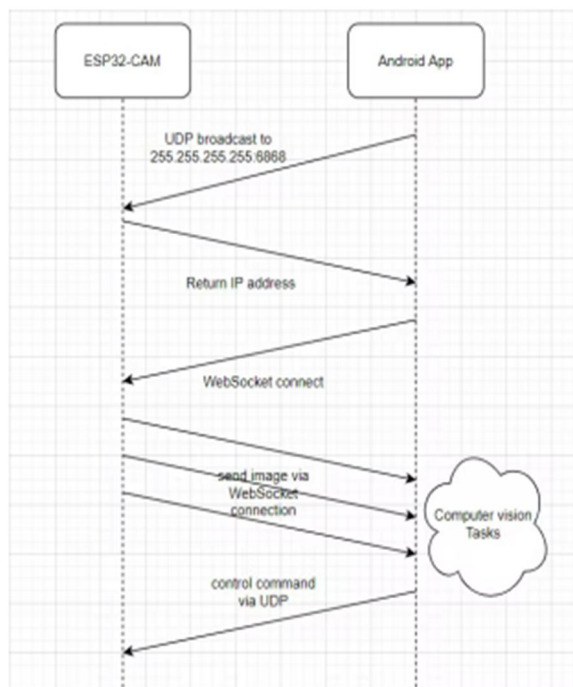 ESP32-CAM
Android App
UDP broadcast to
255.255.255.255:6868
Return IP address
WebSocket connect
send image via
WebSocket
connection
Computer vision
Tasks
control command
via UDP